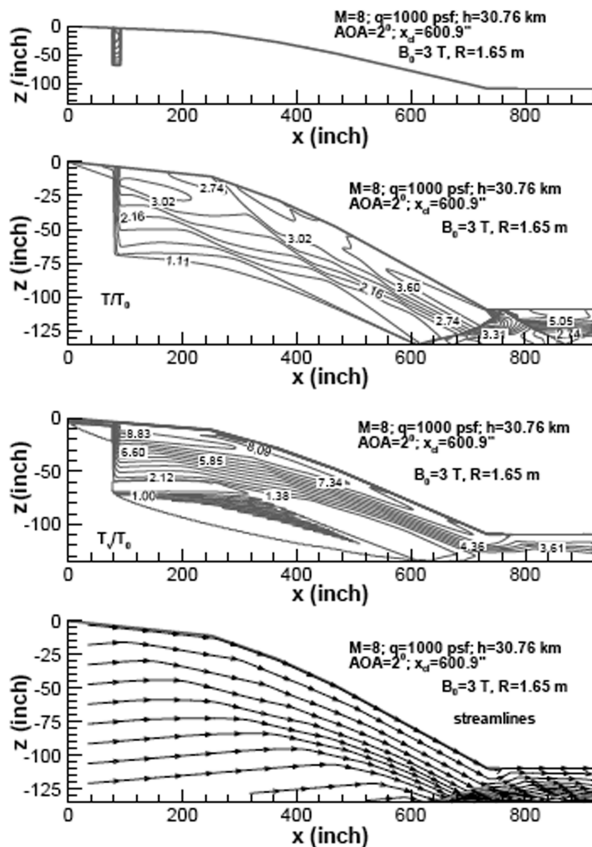 M=8; q=1000 psf; h=30.76 km
AOA=2⁰; x_cl=600.9"
B₀=3 T, R=1.65 m
z (inch)
0
-50
-100
0 200 400 600 800
x (inch)
M=8; q=1000 psf; h=30.76 km
AOA=2⁰; x_cl=600.9"
B₀=3 T, R=1.65 m
z (inch)
0
-25
-50
-75
-100
-125
2.74
3.02
2.16
3.02
1.11
3.60
2.16
2.74
3.31
5.05
2.74
T/T₀
0 200 400 600 800
x (inch)
M=8; q=1000 psf; h=30.76 km
AOA=2⁰; x_cl=600.9"
B₀=3 T, R=1.65 m
z (inch)
0
-50
-100
8.83
8.09
6.60
5.85
7.34
2.12
1.00
1.38
4.36
3.61
Tᵥ/T₀
0 200 400 600 800
x (inch)
M=8; q=1000 psf; h=30.76 km
AOA=2⁰; x_cl=600.9"
B₀=3 T, R=1.65 m
streamlines
z (inch)
0
-25
-50
-75
-100
-125
0 200 400 600 800
x (inch)